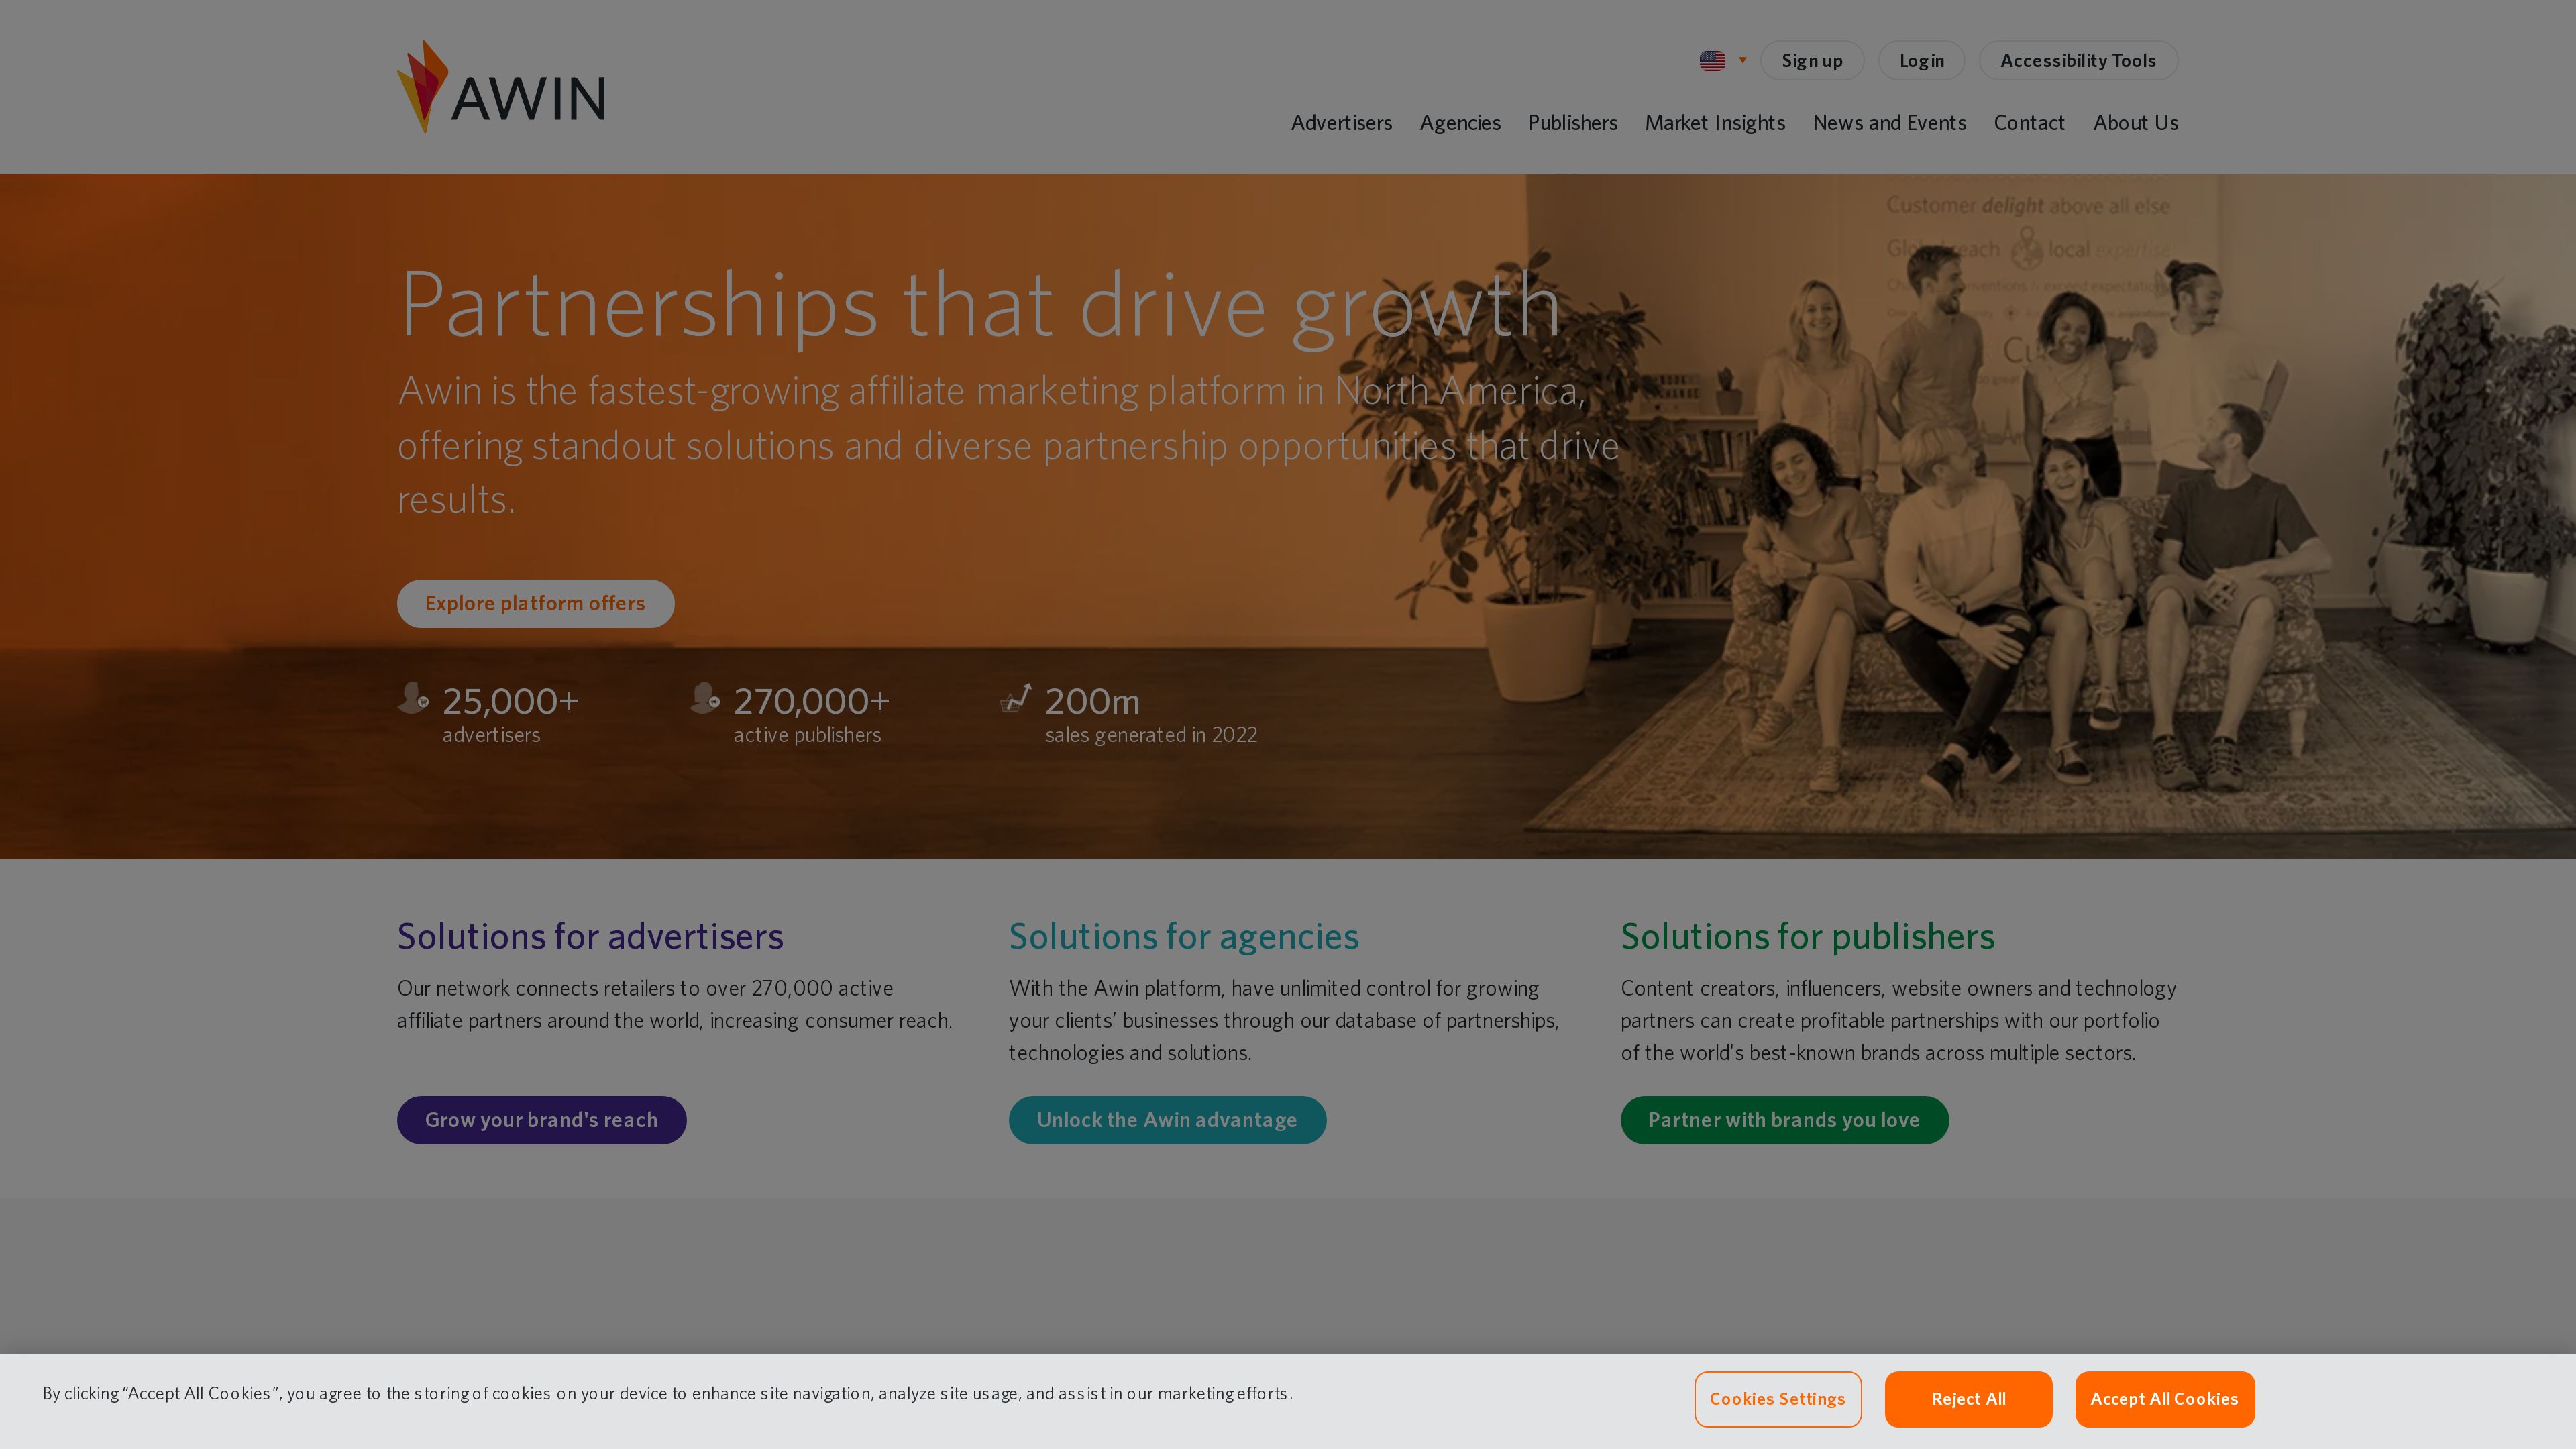 AWIN
Sign up
Login
Accessibility Tools
Advertisers
Agencies
Publishers
Market Insights
News and Events
Contact
About Us
Customer delight above all else
Global reach local expertise
Partnerships that drive growth
Awin is the fastest-growing affiliate marketing platform in North America,
offering standout solutions and diverse partnership opportunities that drive
results.
Explore platform offers
25,000+
advertisers
270,000+
active publishers
200m
sales generated in 2022
Solutions for advertisers
Our network connects retailers to over 270,000 active
affiliate partners around the world, increasing consumer reach.
Grow your brand's reach
Solutions for agencies
With the Awin platform, have unlimited control for growing
your clients’ businesses through our database of partnerships,
technologies and solutions.
Unlock the Awin advantage
Solutions for publishers
Content creators, influencers, website owners and technology
partners can create profitable partnerships with our portfolio
of the world's best-known brands across multiple sectors.
Partner with brands you love
By clicking “Accept All Cookies”, you agree to the storing of cookies on your device to enhance site navigation, analyze site usage, and assist in our marketing efforts.
Cookies Settings
Reject All
Accept All Cookies